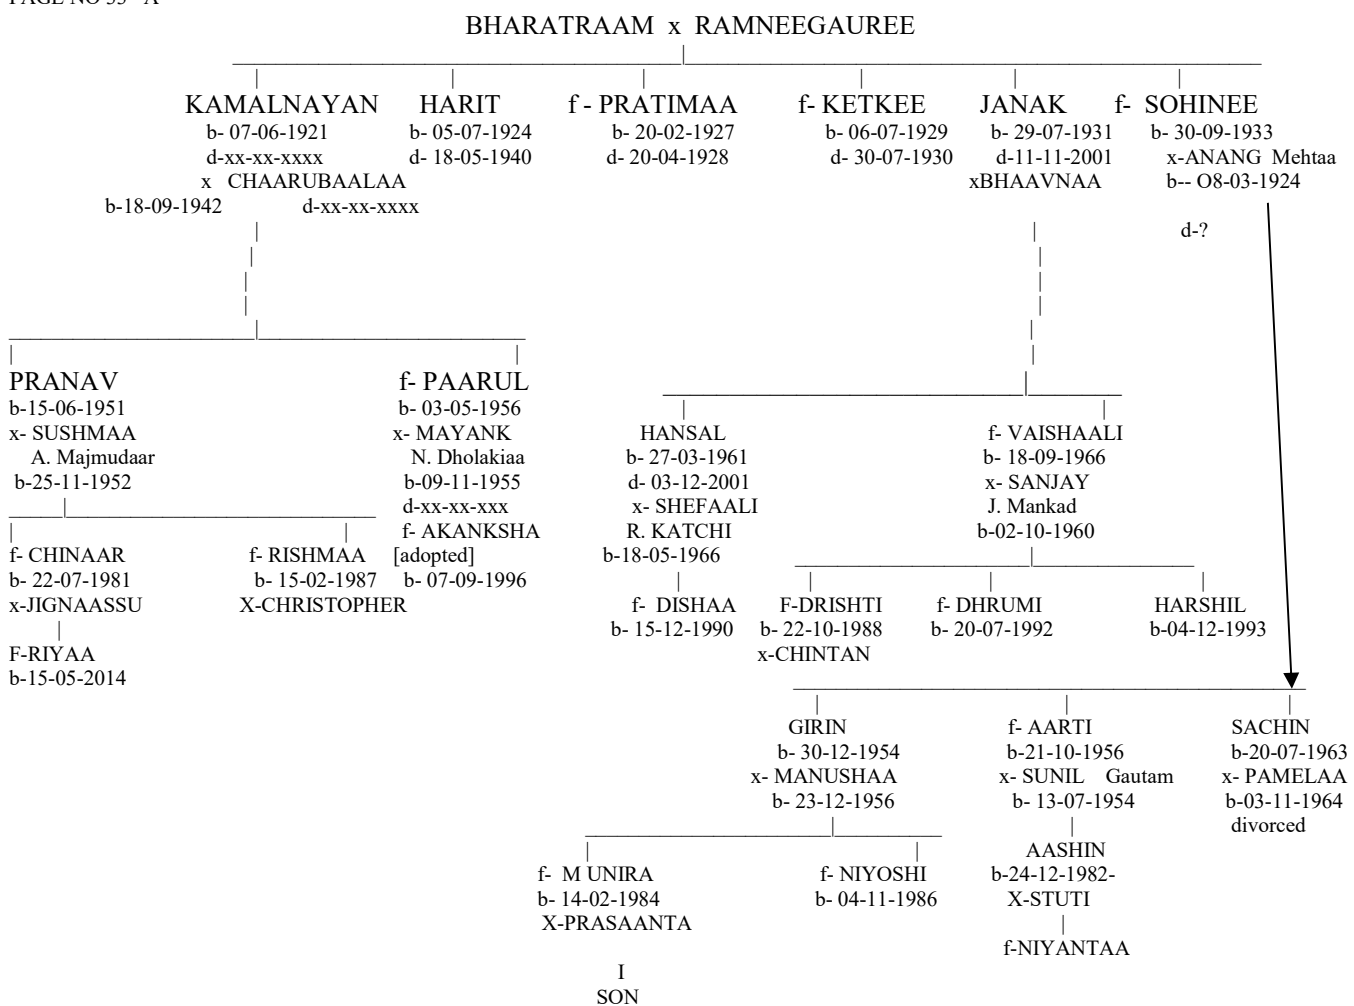 PAGE NO 33 A
BHARATRAAM x RAMNEEGAUREE
KAMALNAYAN HARIT f - PRATIMAA f- KETKEE JANAK f- SOHINEE
b- 07-06-1921 b- 05-07-1924 b- 20-02-1927 b- 06-07-1929 b- 29-07-1931 b- 30-09-1933
d-xx-xx-xxxx d- 18-05-1940 d- 20-04-1928 d- 30-07-1930 d-11-11-2001 x-ANANG Mehtaa
x CHAARUBAALAA xBHAAVNAA b-- O8-03-1924
b-18-09-1942 d-xx-xx-xxxx
d-?
PRANAV f- PAARUL
b-15-06-1951 b- 03-05-1956
x- SUSHMAA x- MAYANK HANSAL f- VAISHAALI
A. Majmudaar N. Dholakiaa b- 27-03-1961 b- 18-09-1966
b-25-11-1952 b-09-11-1955 d- 03-12-2001 x- SANJAY
d-xx-xx-xxx x- SHEFAALI J. Mankad
f- AKANKSHA R. KATCHI b-02-10-1960
f- CHINAAR f- RISHMAA [adopted] b-18-05-1966
b- 22-07-1981 b- 15-02-1987 b- 07-09-1996
x-JIGNAASSU X-CHRISTOPHER f- DISHAA F-DRISHTI f- DHRUMI HARSHIL
b- 15-12-1990 b- 22-10-1988 b- 20-07-1992 b-04-12-1993
F-RIYAA x-CHINTAN
b-15-05-2014
GIRIN f- AARTI SACHIN
b- 30-12-1954 b-21-10-1956 b-20-07-1963
x- MANUSHAA x- SUNIL Gautam x- PAMELAA
b- 23-12-1956 b- 13-07-1954 b-03-11-1964
divorced
AASHIN
f- M UNIRA f- NIYOSHI b-24-12-1982-
b- 14-02-1984 b- 04-11-1986 X-STUTI
X-PRASAANTA
f-NIYANTAA
I
SON